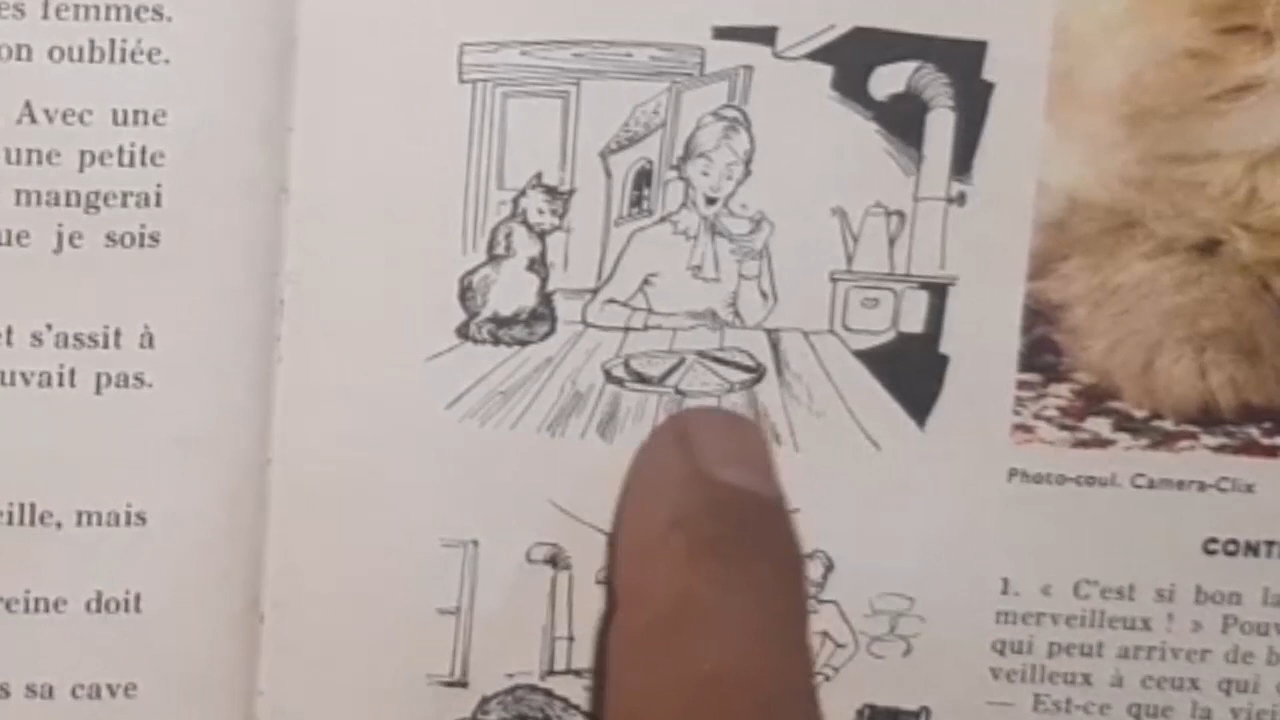 es femmes.
on oubliée.
Avec une
une petite
mangerai
ue je sois
et s'assit à
uvait pas.
eille, mais
reine doit
s sa cave
Photo-coul. Camera-Clix
CONT
1. « C'est si bon la
merveilleux ! » Pouv
qui peut arriver de b
veilleux à ceux qui
— Est-ce que la viei